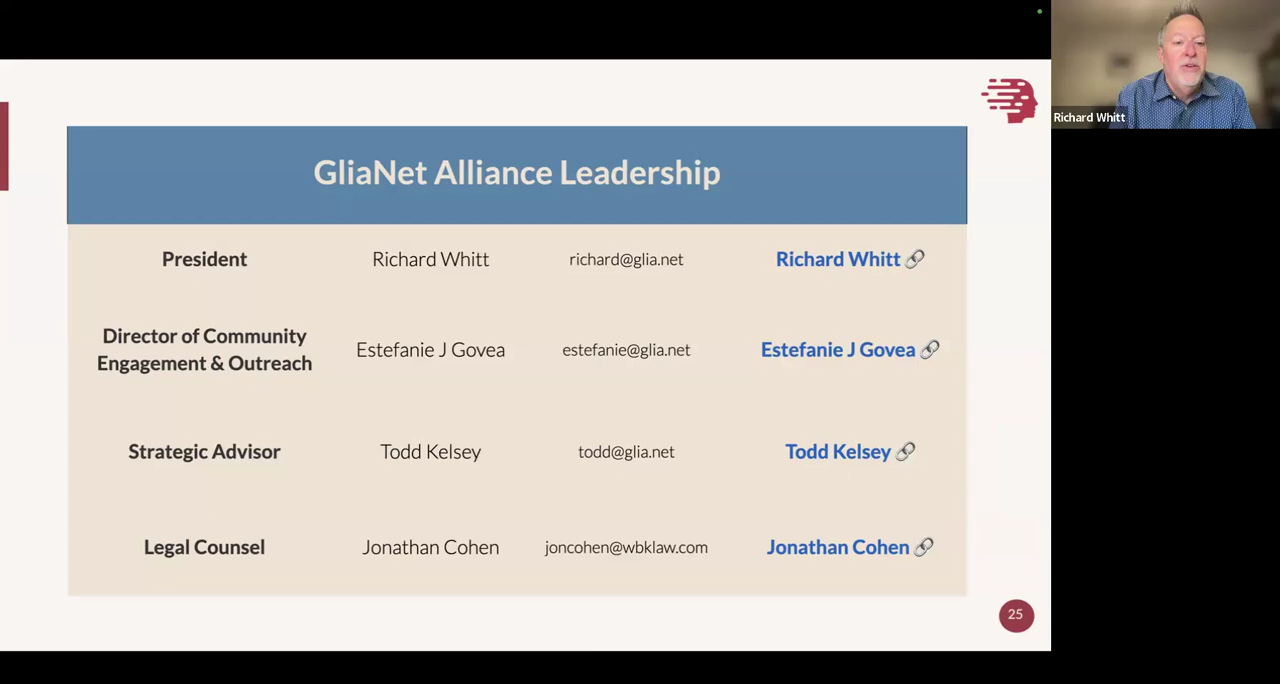 GliaNet Alliance Leadership
President Richard Whitt richard@glia.net Richard Whitt
Director of Community
Engagement & Outreach Estefanie J Govea estefanie@glia.net Estefanie J Govea
Strategic Advisor Todd Kelsey todd@glia.net Todd Kelsey
Legal Counsel Jonathan Cohen joncohen@wbklaw.com Jonathan Cohen
25
Richard Whitt